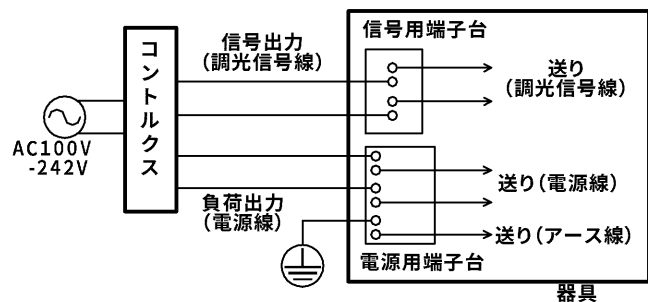 信号用端子台
信号出力
(調光信号線)
送り
(調光信号線)
コントルクス
AC100V
-242V
送り(電源線)
負荷出力
(電源線)
送り(アース線)
電源用端子台
器具